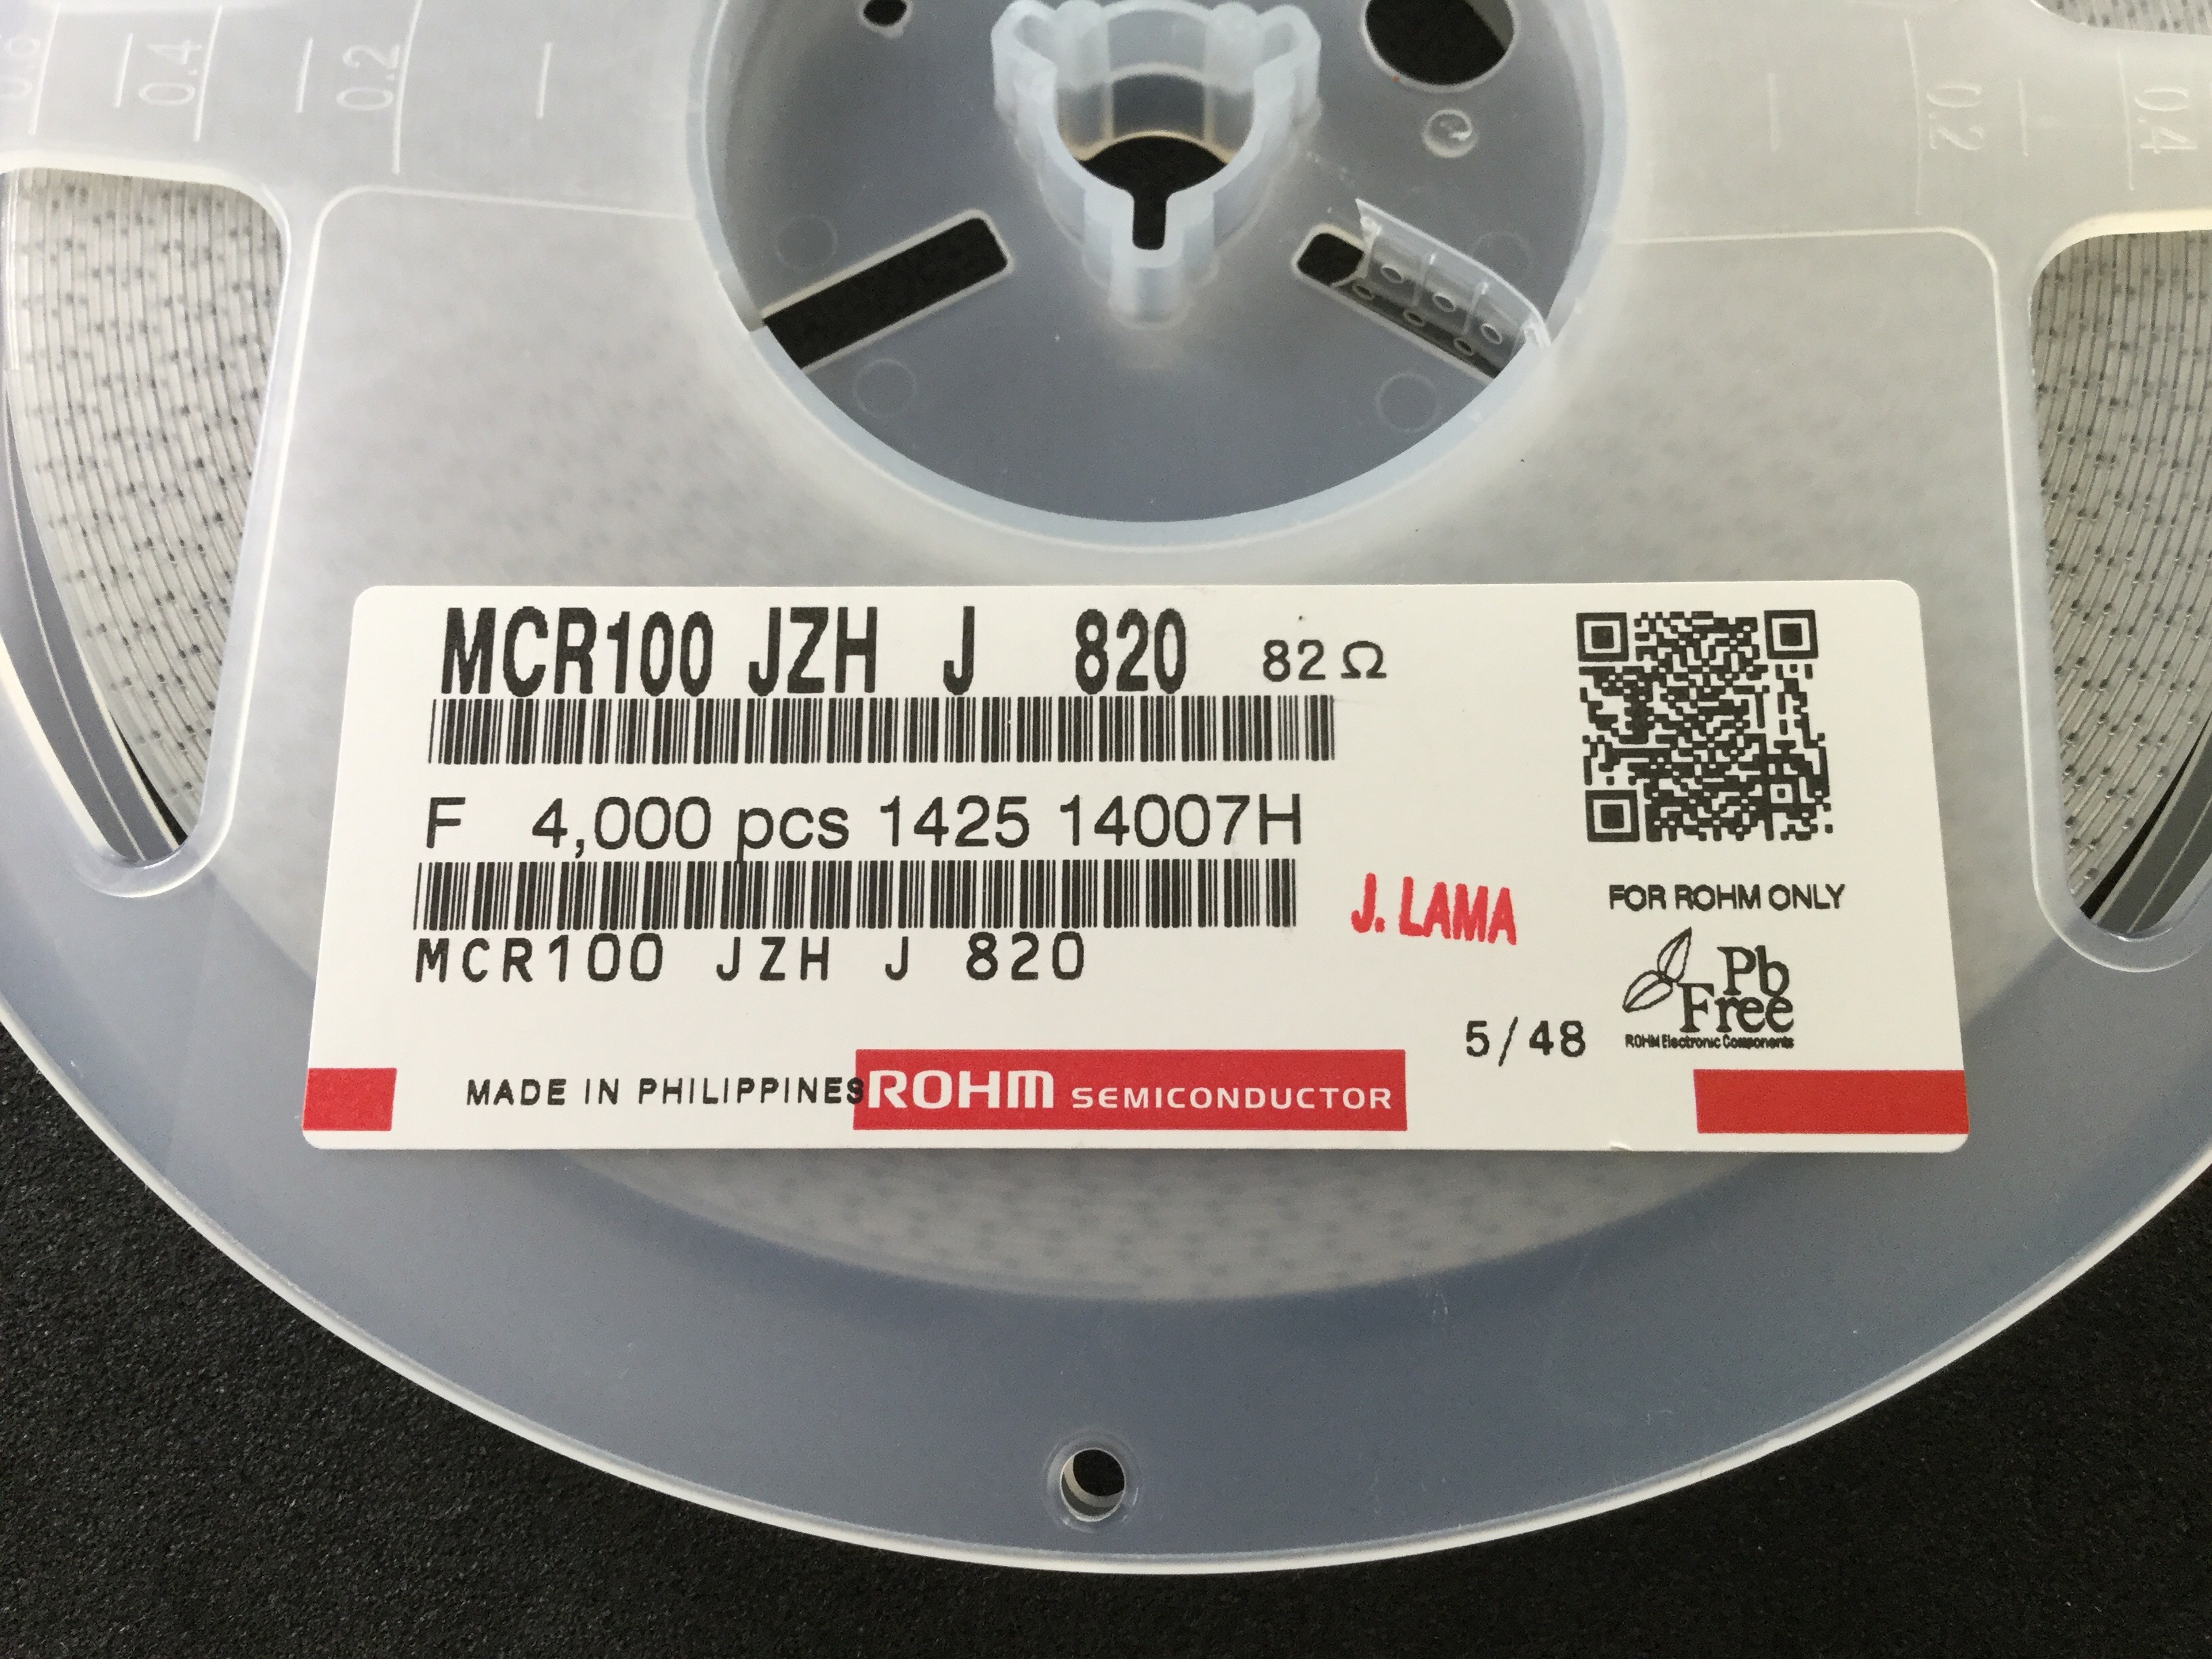 0.4
0.2
0.2
0.4
MCR100 JZH J 820 82Ω
F 4,000 pcs 1425 14007H
J. LAMA
FOR ROHM ONLY
MCR100 JZH J 820
Pb
Free
ROHM Electronic Components
5/48
MADE IN PHILIPPINES
ROHM SEMICONDUCTOR